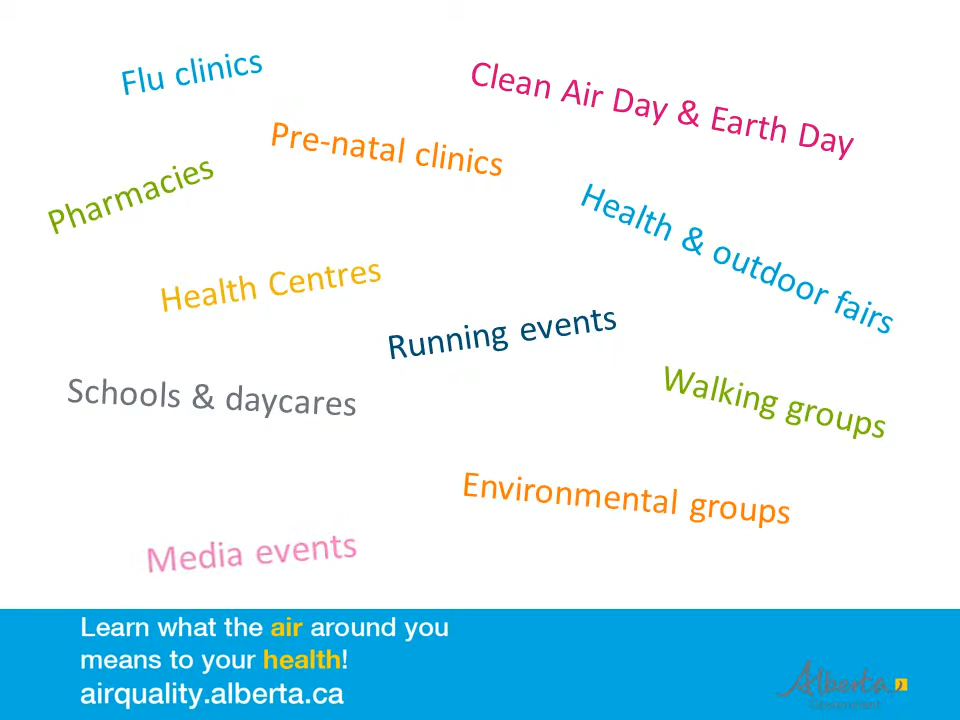 Flu clinics
Clean Air Day & Earth Day
Pre-natal clinics
Pharmacies
Health & outdoor fairs
Health Centres
Running events
Schools & daycares
Walking groups
Environmental groups
Media events
Learn what the air around you
means to your health!
airquality.alberta.ca
Alberta
Government